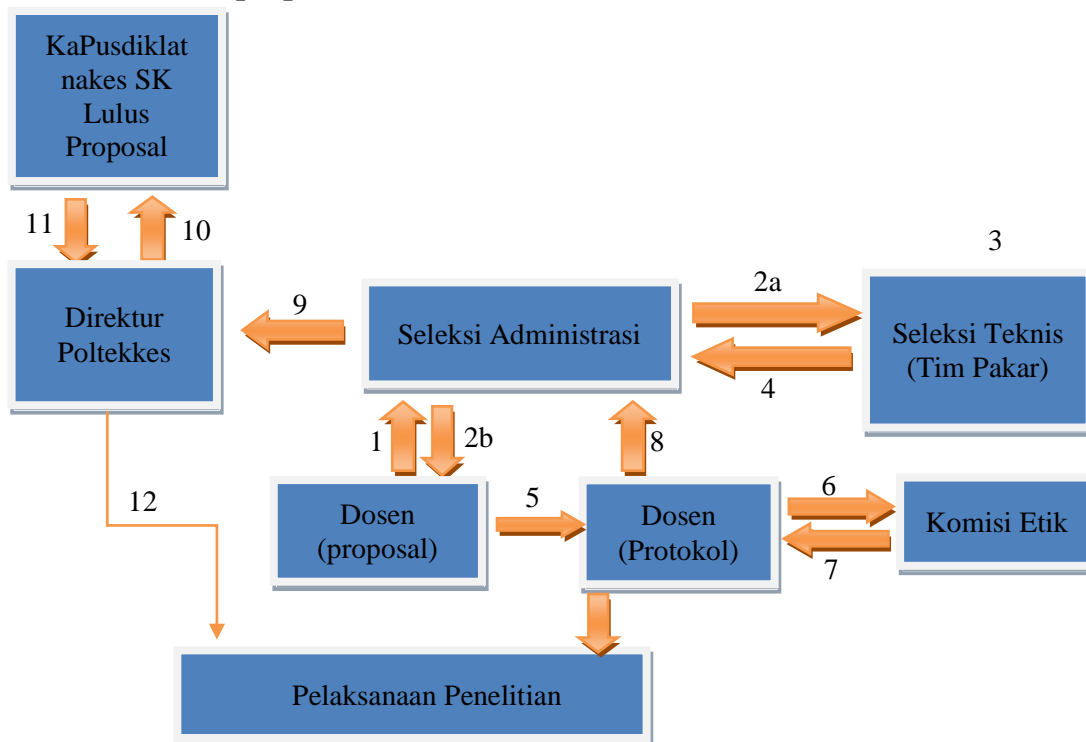 KaPusdiklat
nakes SK
Lulus
Proposal
11
10
3
Direktur
Poltekkes
9
Seleksi Administrasi
2a
4
Seleksi Teknis
(Tim Pakar)
1
2b
8
12
Dosen
(proposal)
5
Dosen
(Protokol)
6
7
Komisi Etik
Pelaksanaan Penelitian